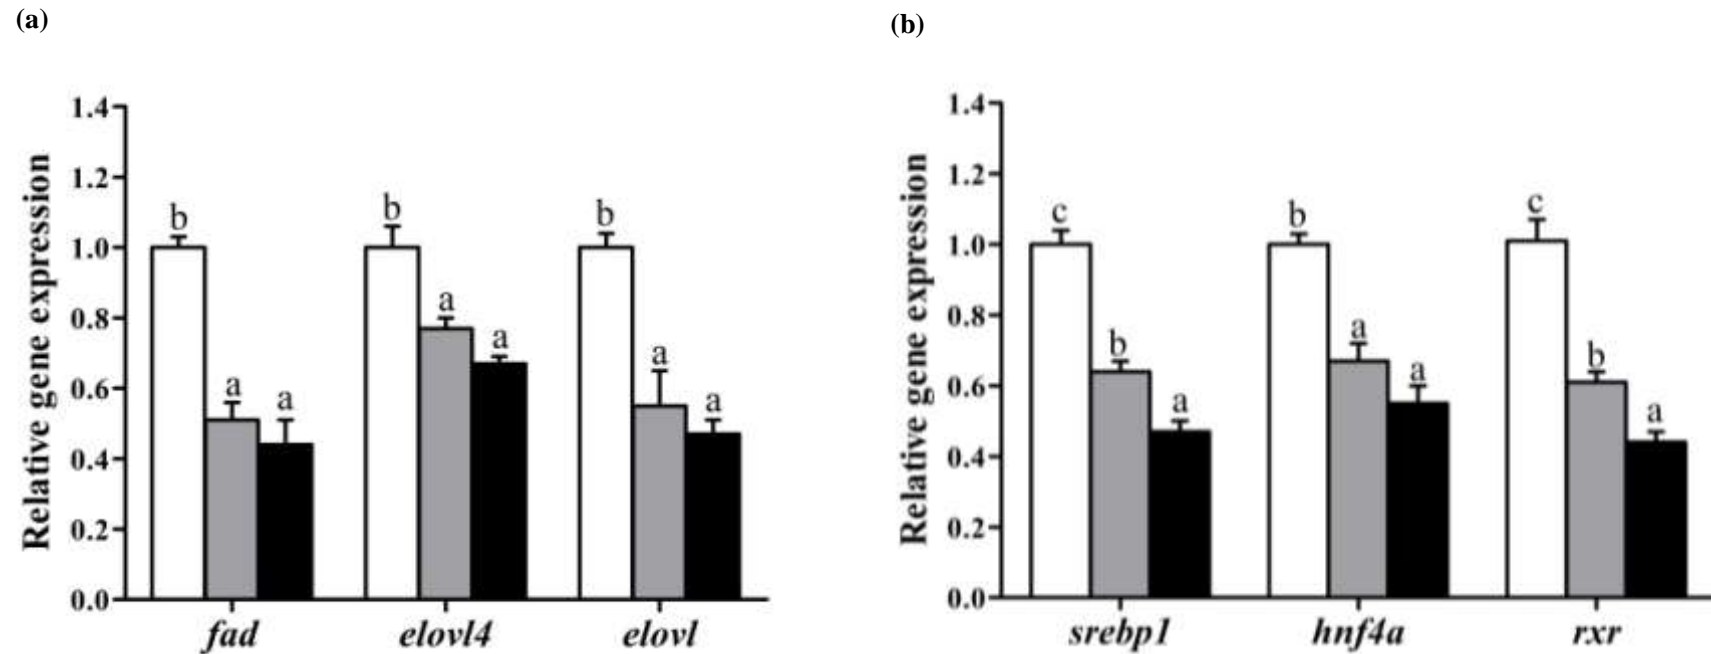 (a)
(b)
Relative gene expression
1.4
1.2
1.0
0.8
0.6
0.4
0.2
0.0
b
a
a
b
a
a
b
a
a
fad
elovl4
elovl
Relative gene expression
1.4
1.2
1.0
0.8
0.6
0.4
0.2
0.0
c
b
a
b
a
a
c
b
a
srebp1
hnf4a
rxr